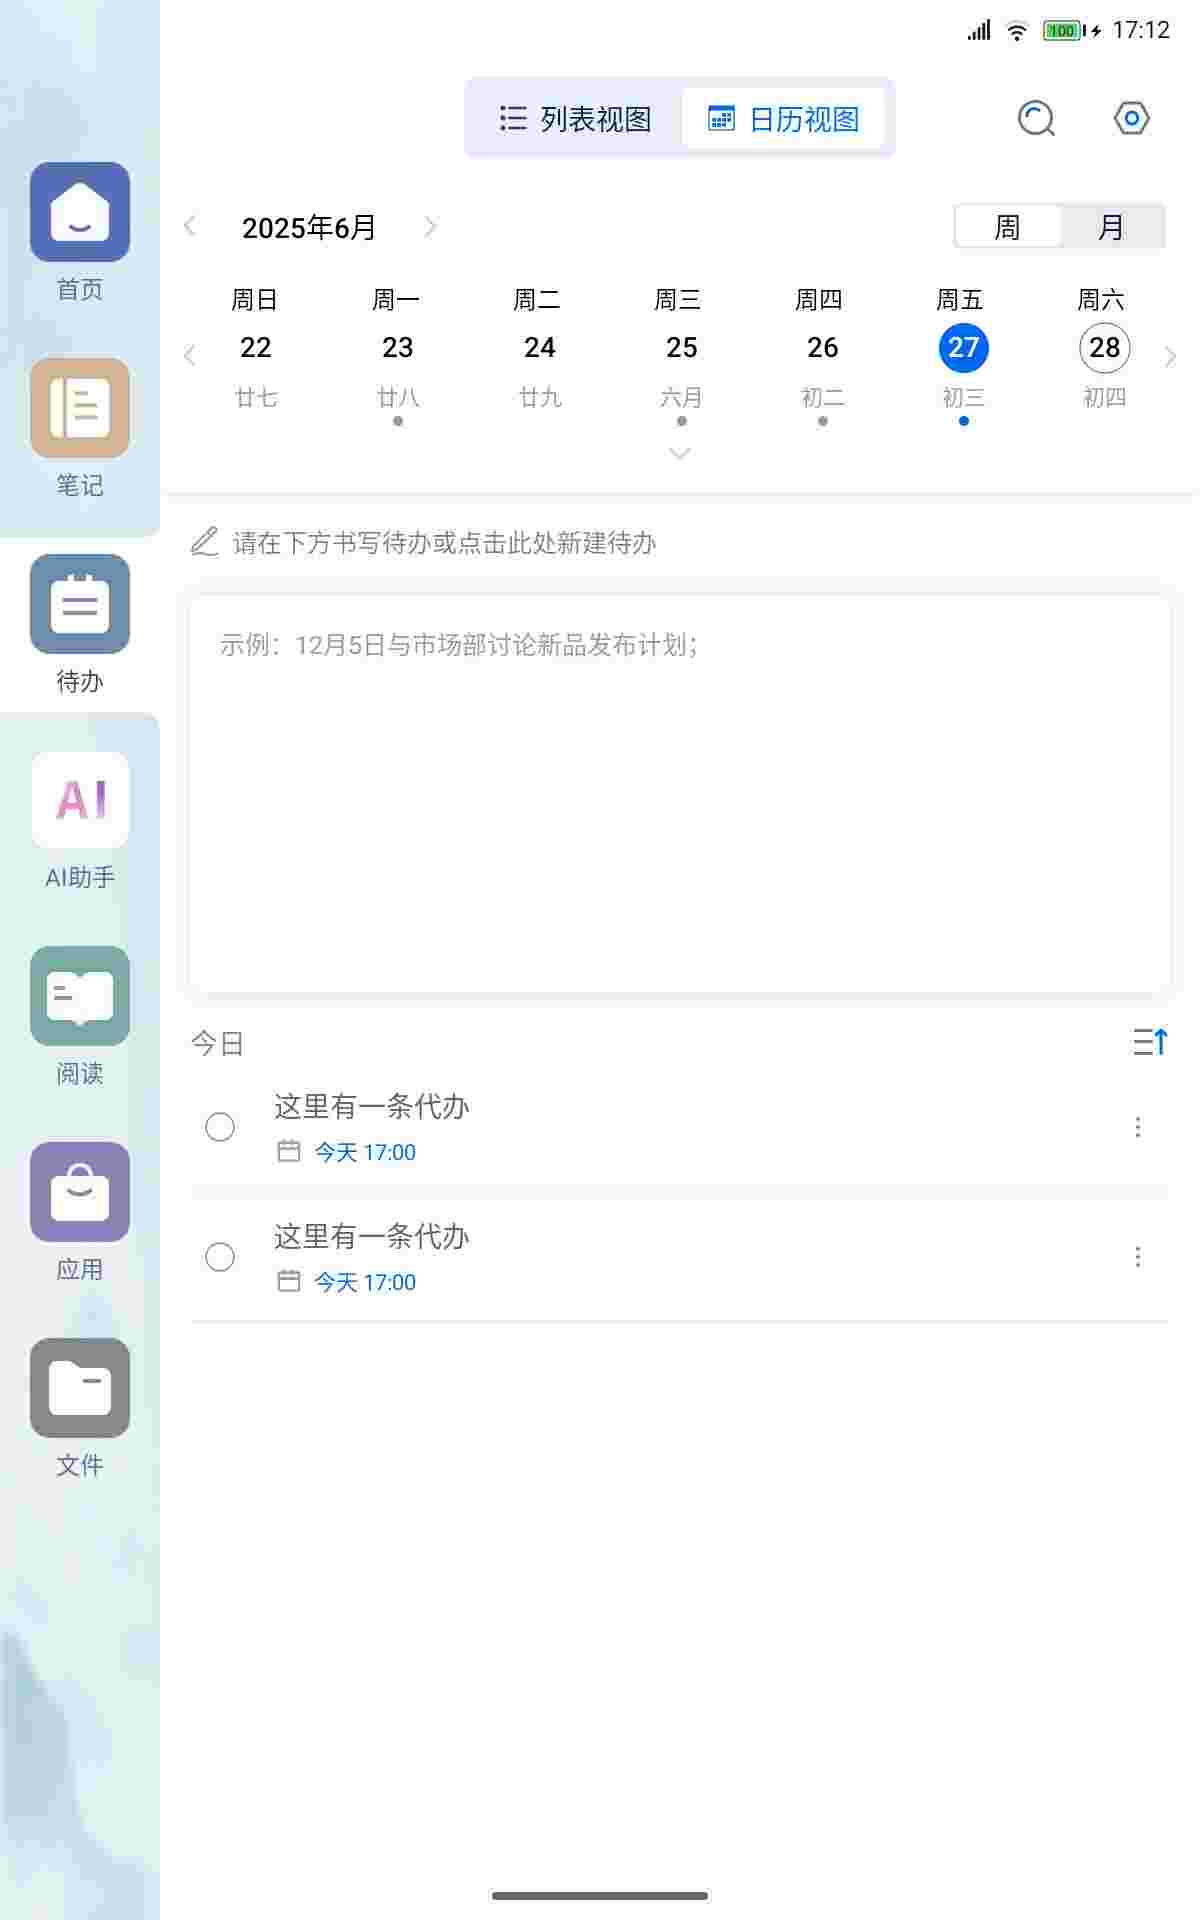 100 17:12
列表视图 日历视图
2025年6月 周 月
周日 周一 周二 周三 周四 周五 周六
22 23 24 25 26 27 28
廿七 廿八 廿九 六月 初二 初三 初四
请在下方书写待办或点击此处新建待办
示例：12月5日与市场部讨论新品发布计划；
今日
这里有一条代办
今天 17:00
这里有一条代办
今天 17:00
首页
笔记
待办
AI
AI助手
阅读
应用
文件